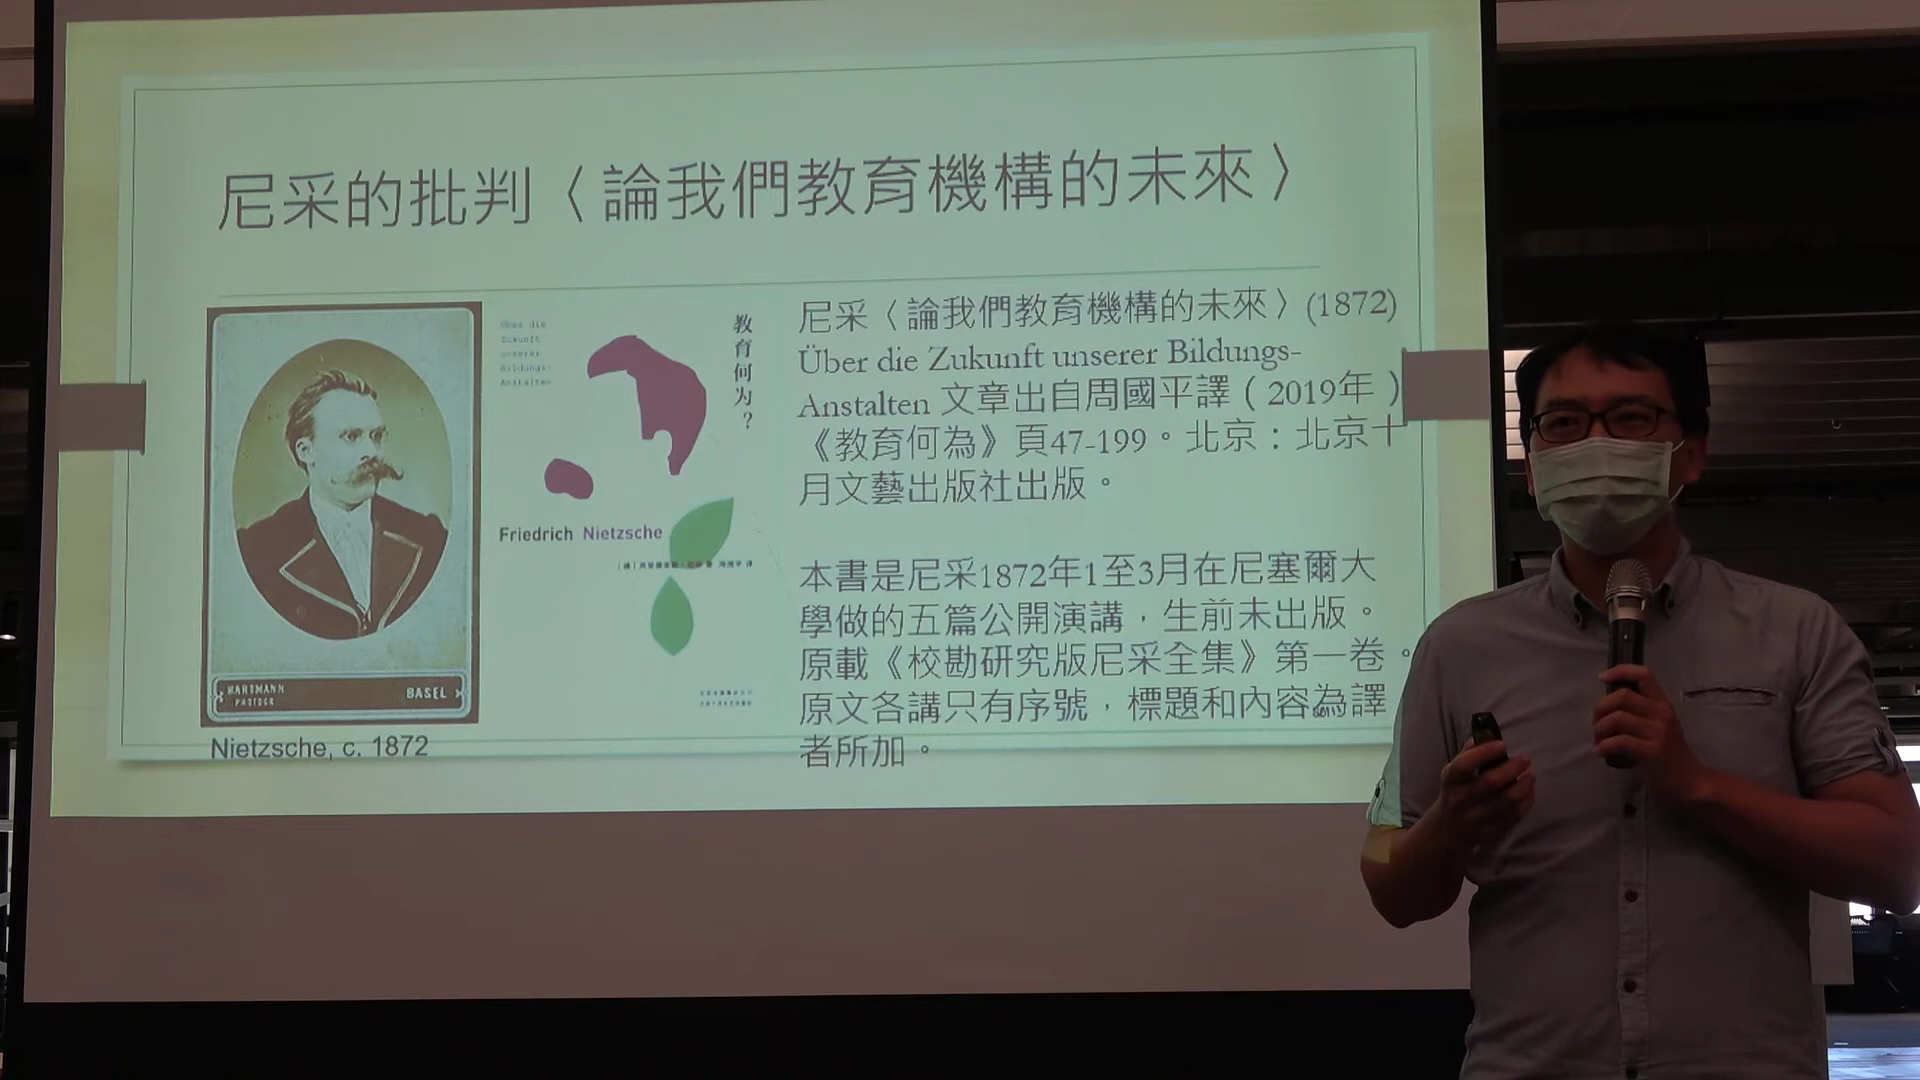 尼采的批判〈論我們教育機構的未來〉
尼采〈論我們教育機構的未來〉(1872)
Über die Zukunft unserer Bildungs-
Anstalten 文章出自周國平譯（2019年）
《教育何為》頁47-199。北京：北京十
月文藝出版社出版。
本書是尼采1872年1至3月在尼塞爾大
學做的五篇公開演講，生前未出版。
原載《校勘研究版尼采全集》第一卷。
原文各講只有序號，標題和內容為譯
者所加。
Über die
Zukunft
unserer
Bildungs-
Anstalten
教育何为？
Friedrich Nietzsche
HARTMANN
PHOTOGR
BASEL
Nietzsche, c. 1872